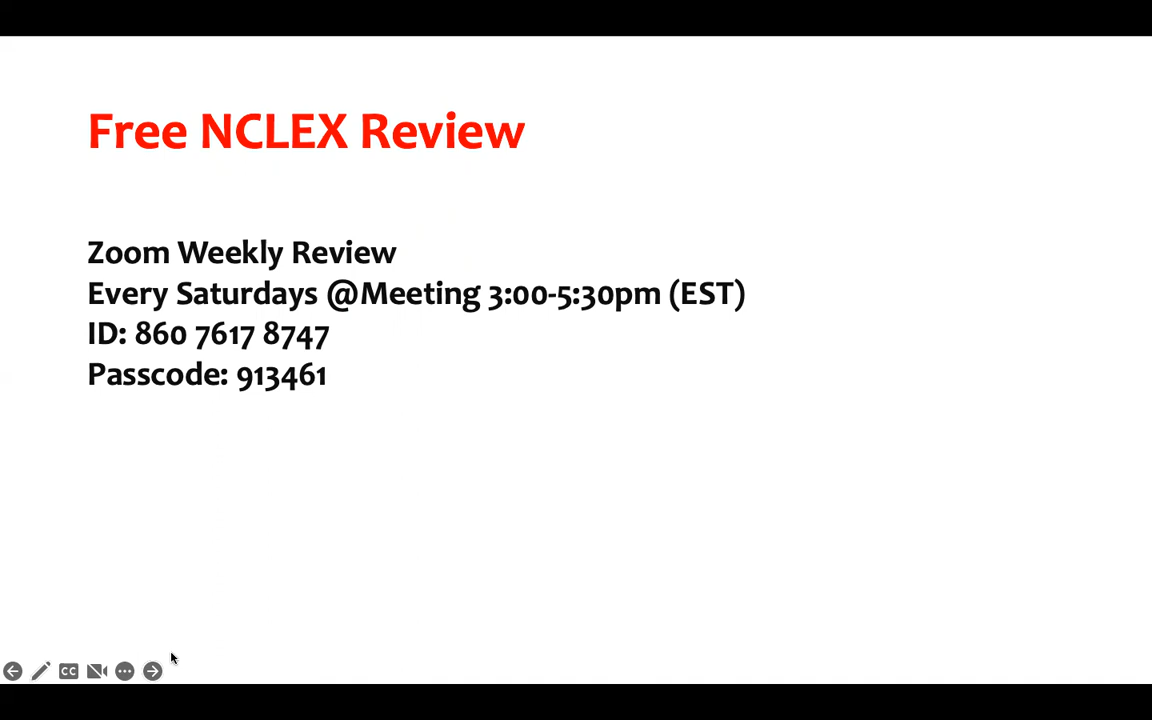 Free NCLEX Review
Zoom Weekly Review
Every Saturdays @Meeting 3:00-5:30pm (EST)
ID: 860 7617 8747
Passcode: 913461
CC